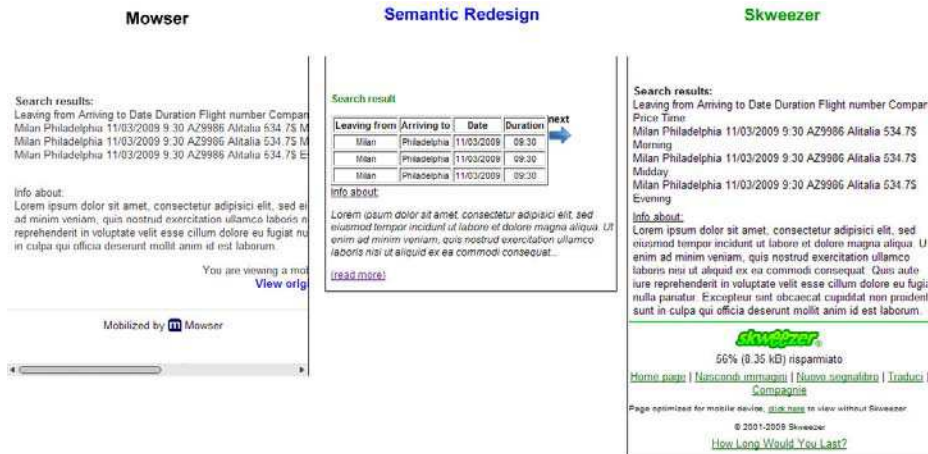 Mowser
Search results:
Leaving from Arriving to Date Duration Flight number Compan
Milan Philadelphia 11/03/2009 9:30 AZ9986 Alitalia 534.7$ M
Milan Philadelphia 11/03/2009 9:30 AZ9986 Alitalia 534.7$ M
Milan Philadelphia 11/03/2009 9:30 AZ9986 Alitalia 534.7$ E
Info about:
Lorem ipsum dolor sit amet, consectetur adipisici elit, sed ei
ad minim veniam, quis nostrud exercitation ullamco laboris n
reprehenderit in voluptate velit esse cillum dolore eu fugiat nu
in culpa qui officia deserunt mollit anim id est laborum.
You are viewing a mob
View orig
Mobilized by m Mowser
Semantic Redesign
Search result
Leaving from Arriving to Date Duration
Milan Philadelphia 11/03/2009 09:30
Milan Philadelphia 11/03/2009 09:30
Milan Philadelphia 11/03/2009 09:30
next
Info about:
Lorem ipsum dolor sit amet, consectetur adipisici elit, sed
eiusmod tempor incidunt ut labore et dolore magna aliqua. Ut
enim ad minim veniam, quis nostrud exercitation ullamco
laboris nisi ut aliquid ex ea commodi consequat...
(read more)
Skweezer
Search results:
Leaving from Arriving to Date Duration Flight number Compan
Price Time
Milan Philadelphia 11/03/2009 9:30 AZ9986 Alitalia 534.7$
Morning
Milan Philadelphia 11/03/2009 9:30 AZ9986 Alitalia 534.7$
Midday
Milan Philadelphia 11/03/2009 9:30 AZ9986 Alitalia 534.7$
Evening
Info about:
Lorem ipsum dolor sit amet, consectetur adipisici elit, sed
eiusmod tempor incidunt ut labore et dolore magna aliqua. U
enim ad minim veniam, quis nostrud exercitation ullamco
laboris nisi ut aliquid ex ea commodi consequat. Quis aute
iure reprehenderit in voluptate velit esse cillum dolore eu fugia
nulla pariatur. Excepteur sint obcaecat cupiditat non proident
sunt in culpa qui officia deserunt mollit anim id est laborum.
skweezer
56% (8.35 kB) risparmiato
Home page | Nascondi immagini | Nuovo segnalibro | Traduci |
Compagnie
Page optimized for mobile device, click here to view without Skweezer
© 2001-2009 Skweezer
How Long Would You Last?